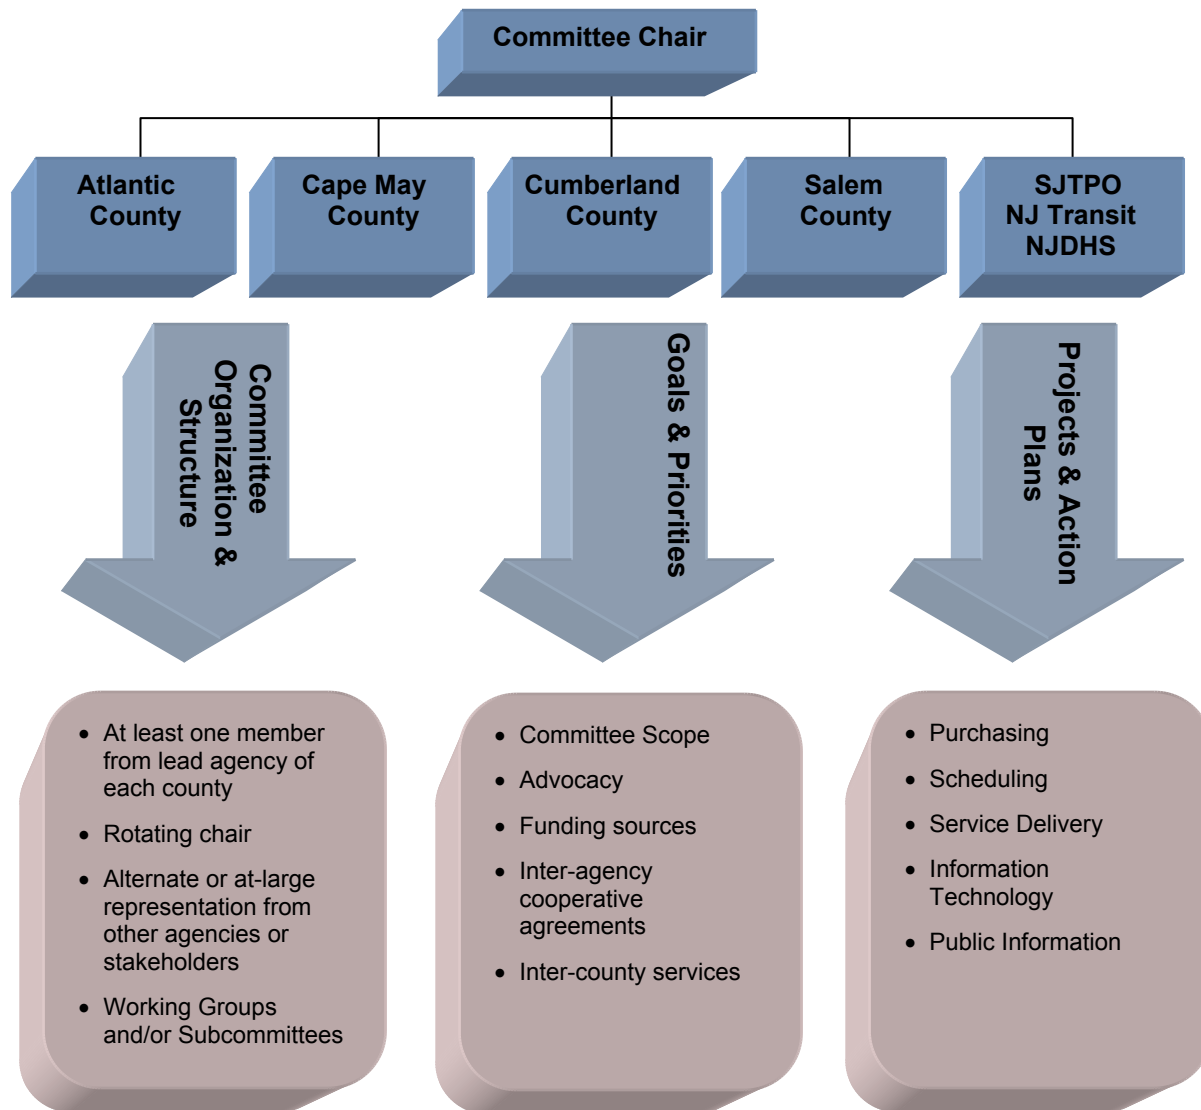 Committee Chair
Atlantic
County
Cape May
County
Cumberland
County
Salem
County
SJTPO
NJ Transit
NJDHS
Committee
Organization &
Structure
Goals & Priorities
Projects & Action
Plans
• At least one member
from lead agency of
each county
• Rotating chair
• Alternate or at-large
representation from
other agencies or
stakeholders
• Working Groups
and/or Subcommittees
• Committee Scope
• Advocacy
• Funding sources
• Inter-agency
cooperative
agreements
• Inter-county services
• Purchasing
• Scheduling
• Service Delivery
• Information
Technology
• Public Information